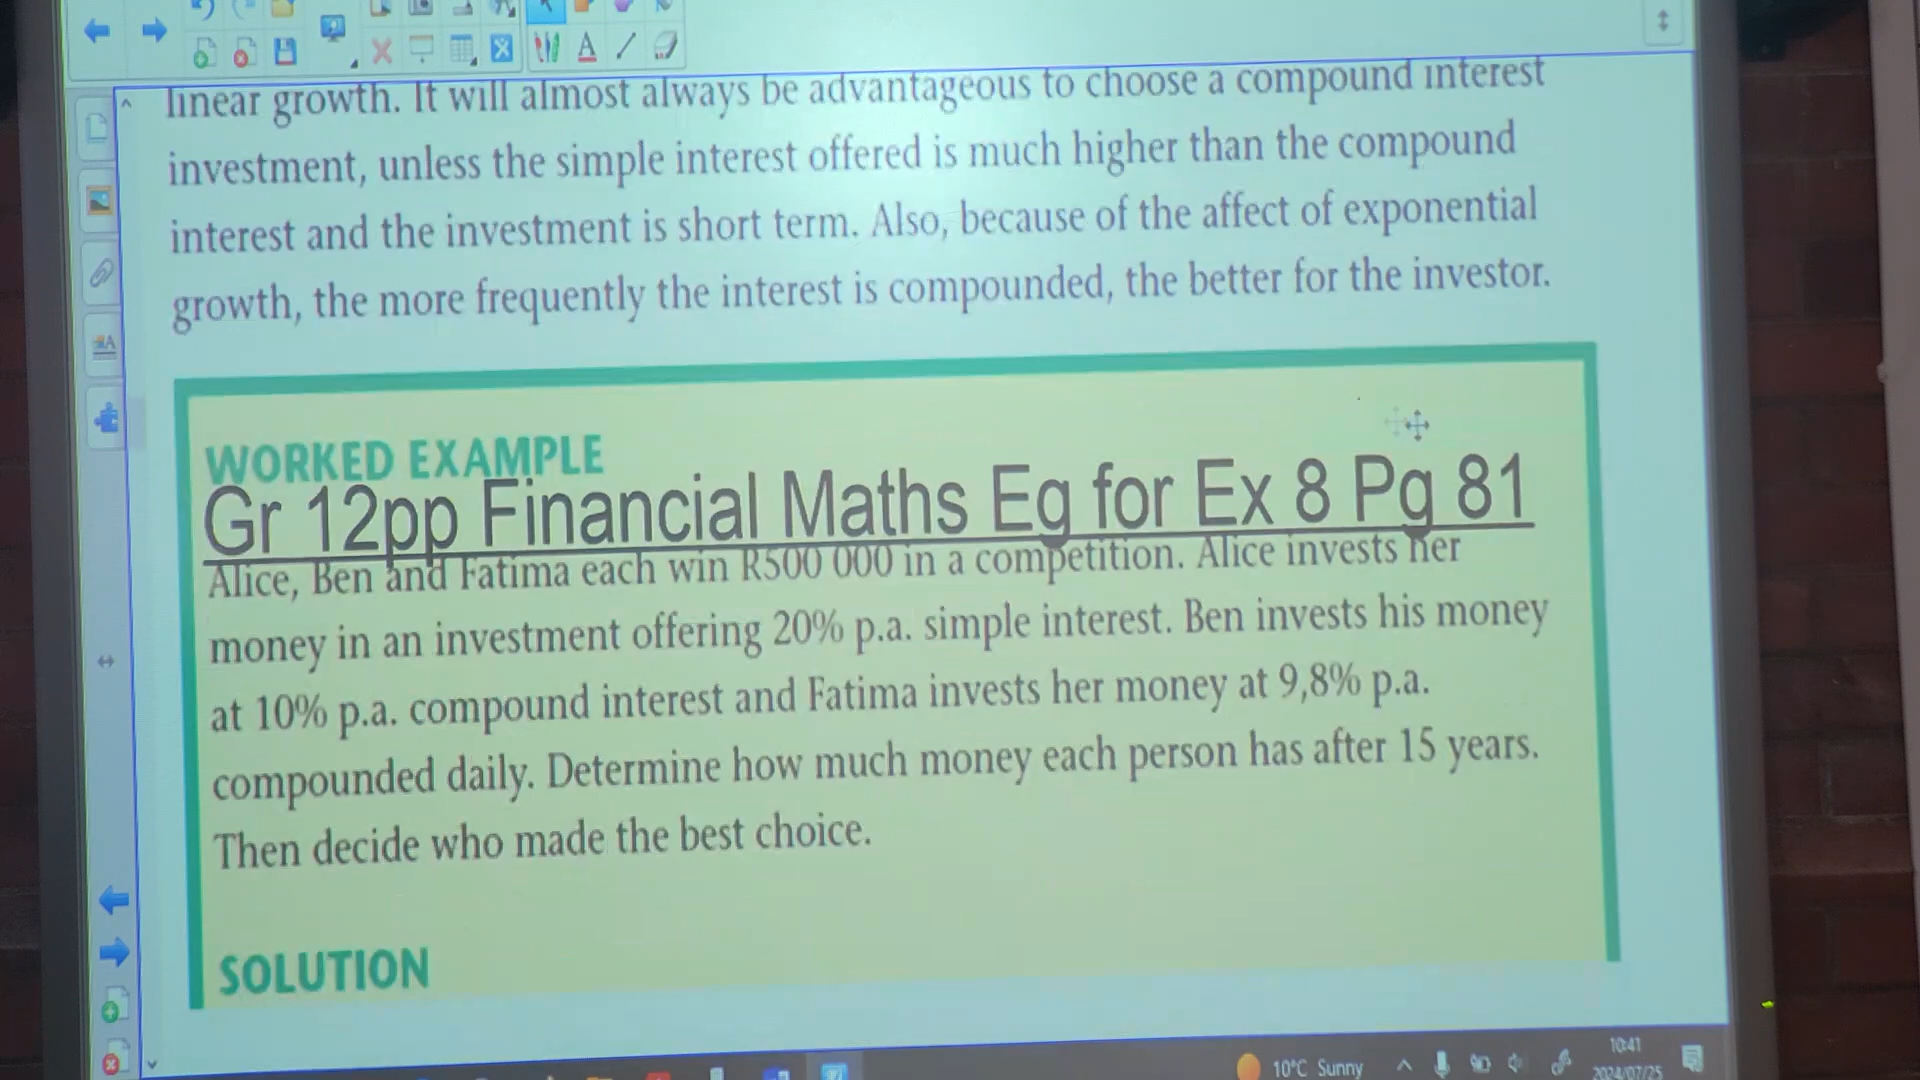 linear growth. It will almost always be advantageous to choose a compound interest
investment, unless the simple interest offered is much higher than the compound
interest and the investment is short term. Also, because of the affect of exponential
growth, the more frequently the interest is compounded, the better for the investor.
WORKED EXAMPLE
Gr 12pp Financial Maths Eg for Ex 8 Pg 81
Alice, Ben and Fatima each win R500 000 in a competition. Alice invests her
money in an investment offering 20% p.a. simple interest. Ben invests his money
at 10% p.a. compound interest and Fatima invests her money at 9,8% p.a.
compounded daily. Determine how much money each person has after 15 years.
Then decide who made the best choice.
SOLUTION
10°C Sunny
10:41
2024/07/25